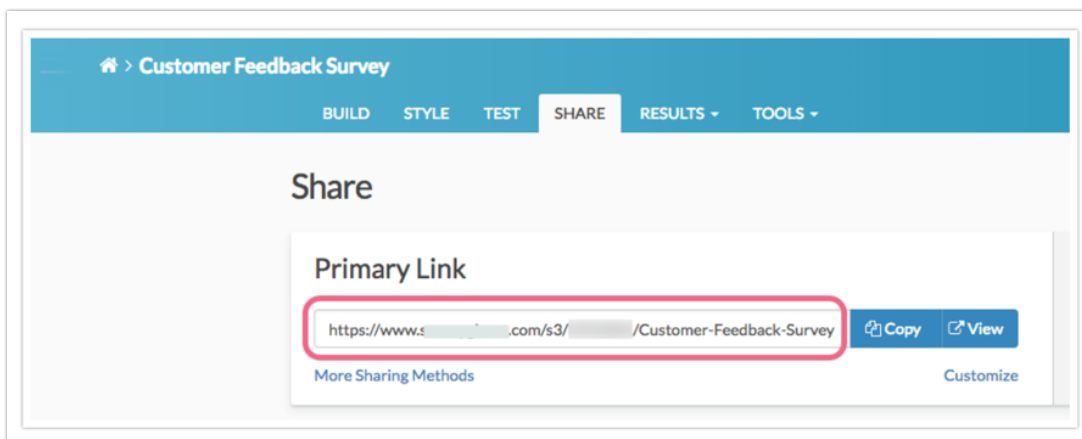 > Customer Feedback Survey
BUILD STYLE TEST SHARE RESULTS TOOLS
Share
Primary Link
https://www.s .com/s3/ /Customer-Feedback-Survey Copy View
More Sharing Methods Customize